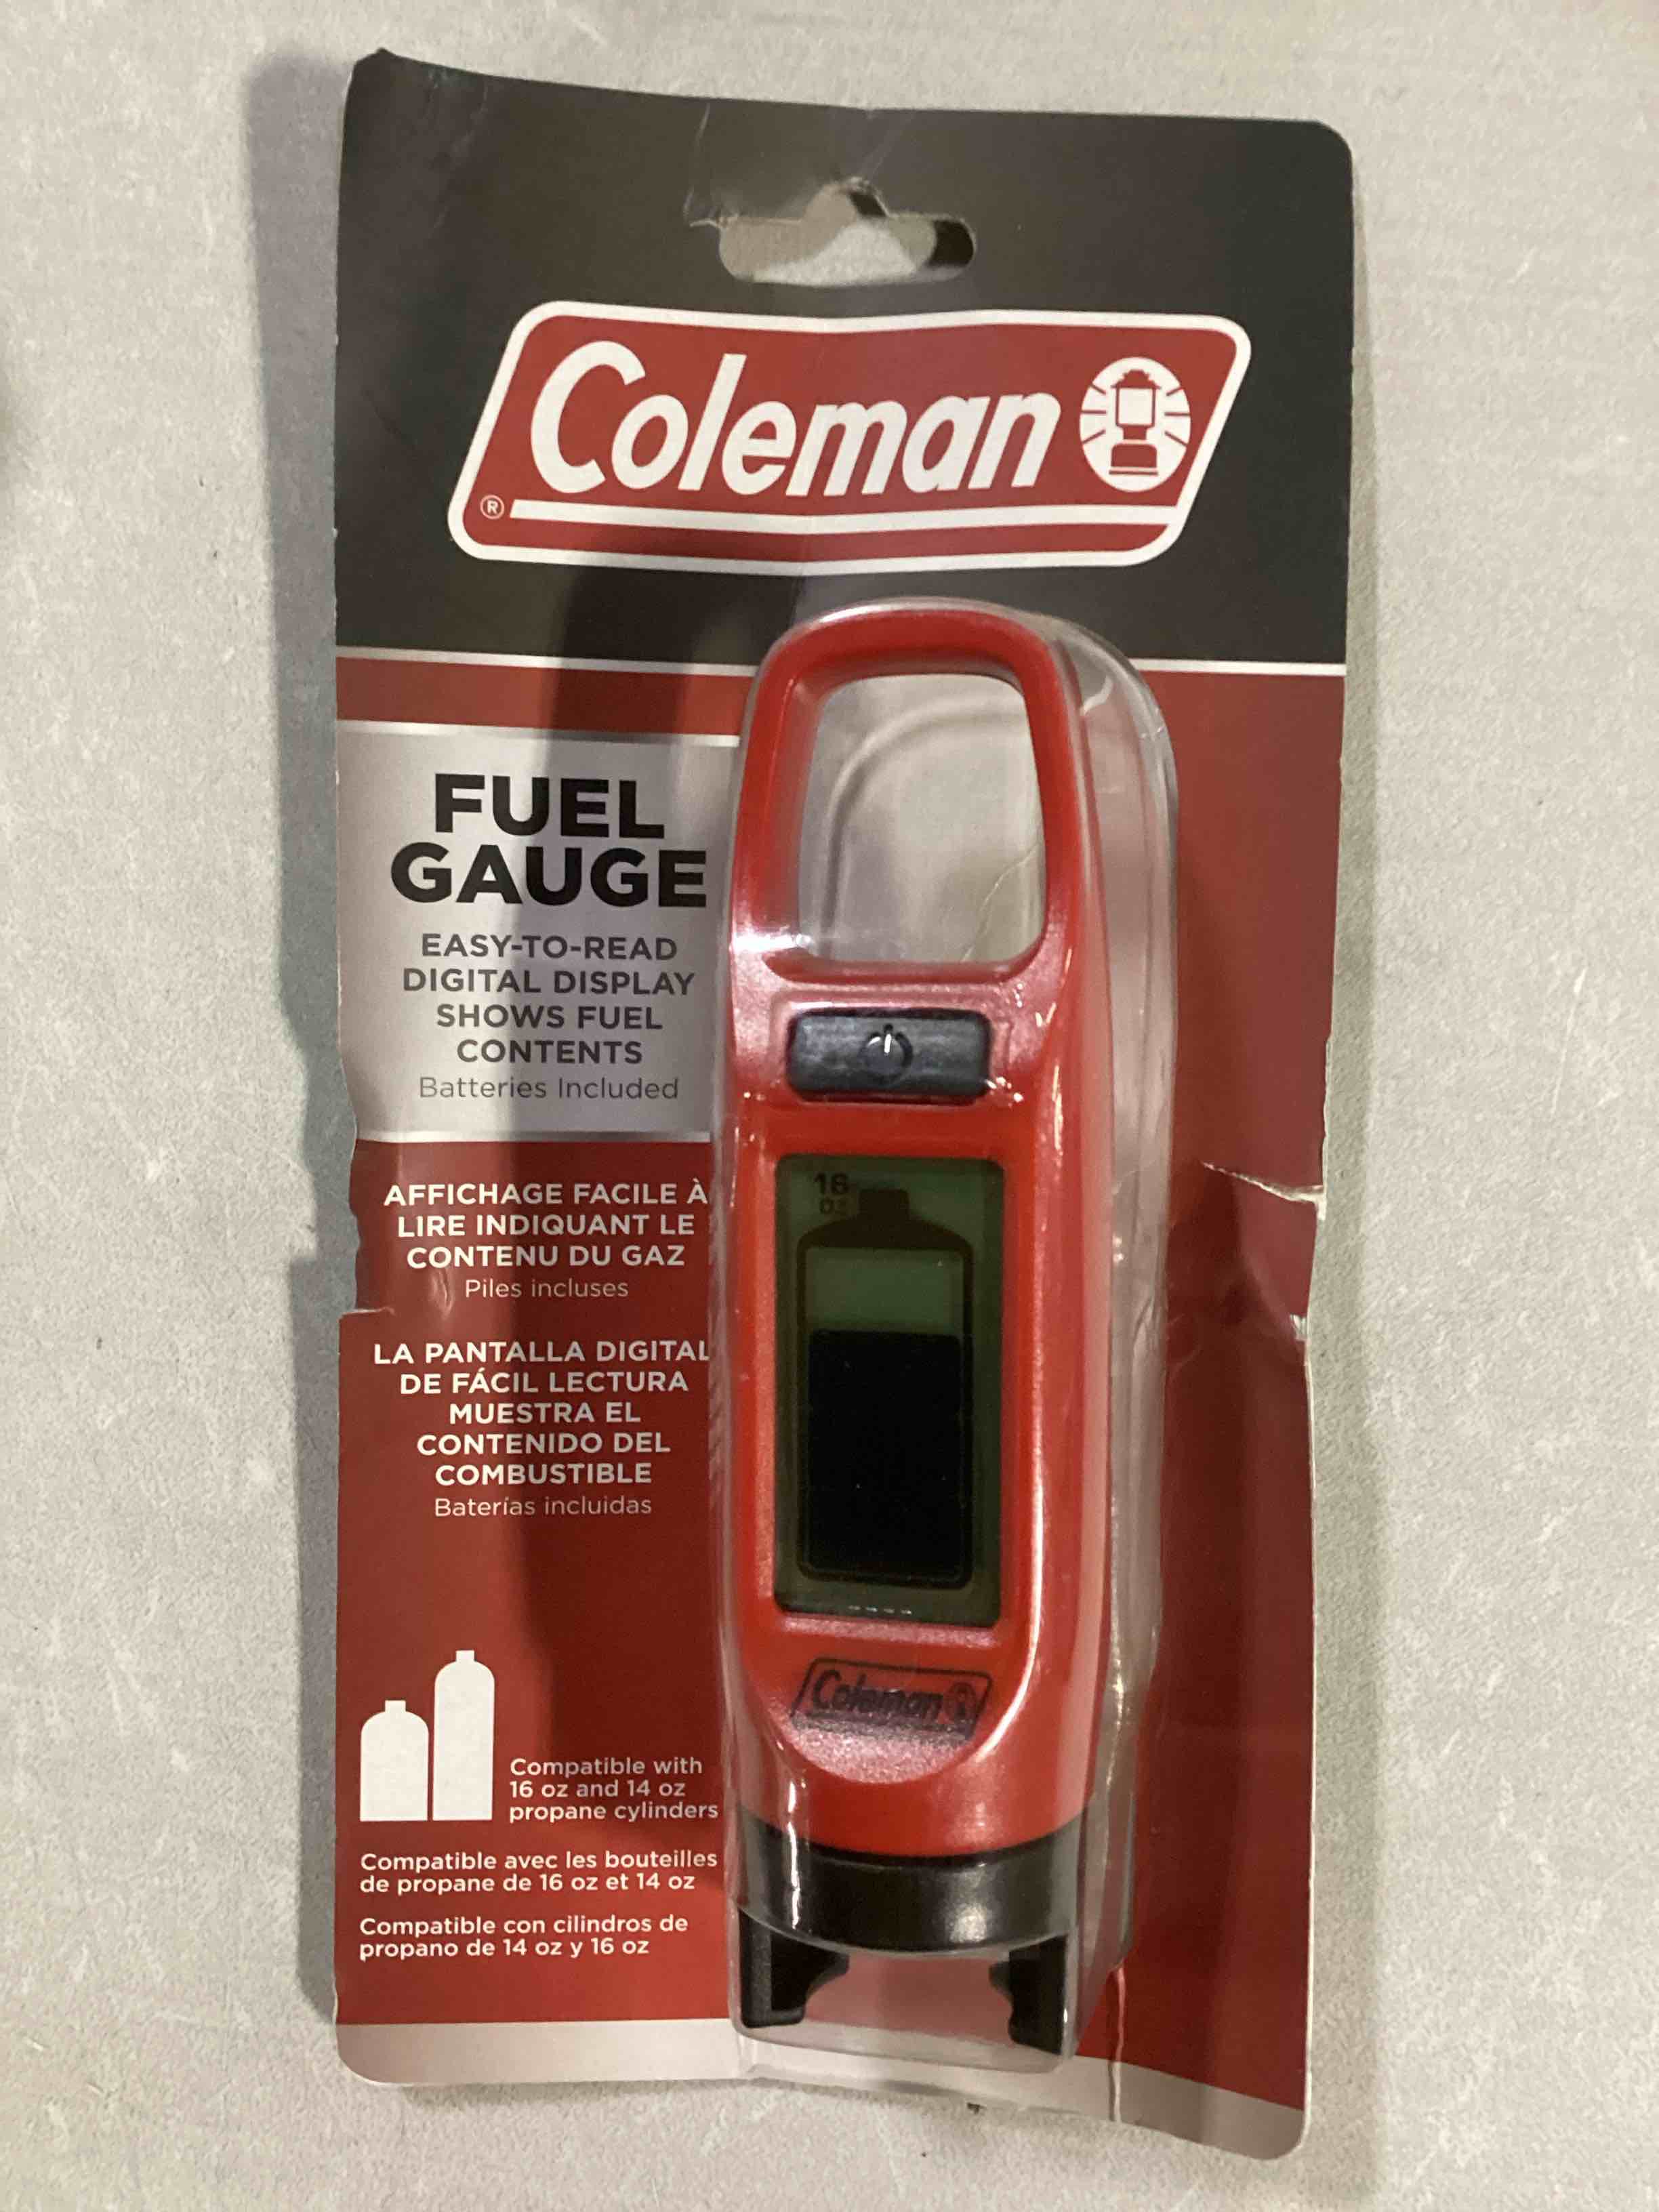 Coleman
®
FUEL
GAUGE
EASY-TO-READ
DIGITAL DISPLAY
SHOWS FUEL
CONTENTS
Batteries Included
AFFICHAGE FACILE À
LIRE INDIQUANT LE
CONTENU DU GAZ
Piles incluses
LA PANTALLA DIGITAL
DE FÁCIL LECTURA
MUESTRA EL
CONTENIDO DEL
COMBUSTIBLE
Baterías incluidas
Compatible with
16 oz and 14 oz
propane cylinders
Compatible avec les bouteilles
de propane de 16 oz et 14 oz
Compatible con cilindros de
propano de 14 oz y 16 oz
16
oz
Coleman